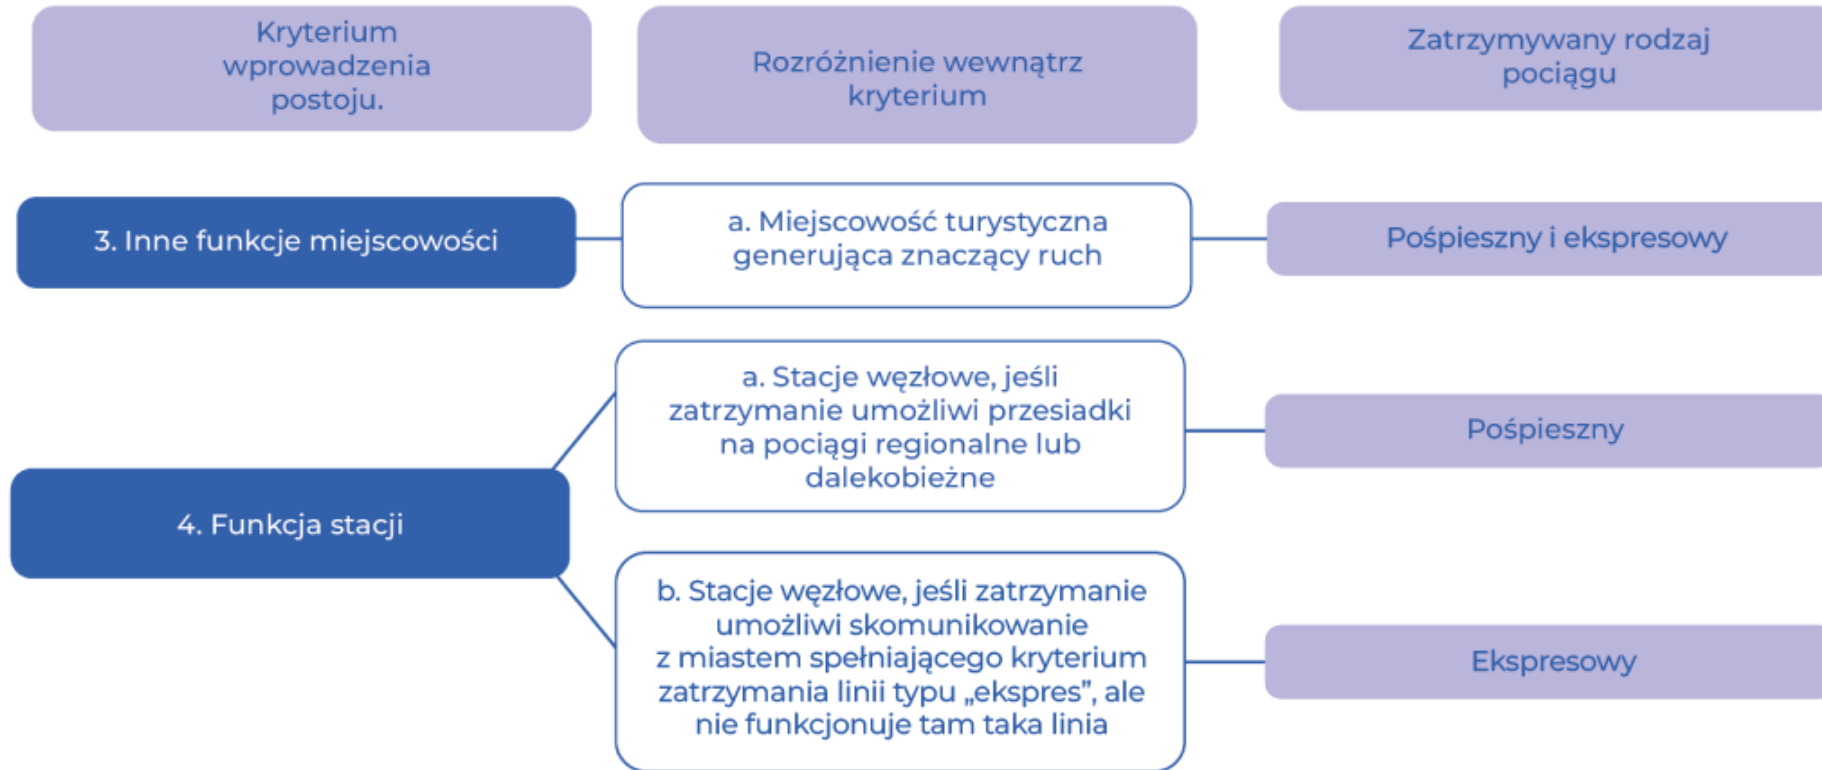 Kryterium
wprowadzenia
postoju.
Rozróżnienie wewnątrz
kryterium
Zatrzymywany rodzaj
pociągu
3. Inne funkcje miejscowości
a. Miejscowość turystyczna
generująca znaczący ruch
Pośpieszny i ekspresowy
4. Funkcja stacji
a. Stacje węzłowe, jeśli
zatrzymanie umożliwi przesiadki
na pociągi regionalne lub
dalekobieżne
Pośpieszny
b. Stacje węzłowe, jeśli zatrzymanie
umożliwi skomunikowanie
z miastem spełniającego kryterium
zatrzymania linii typu „ekspres”, ale
nie funkcjonuje tam taka linia
Ekspresowy